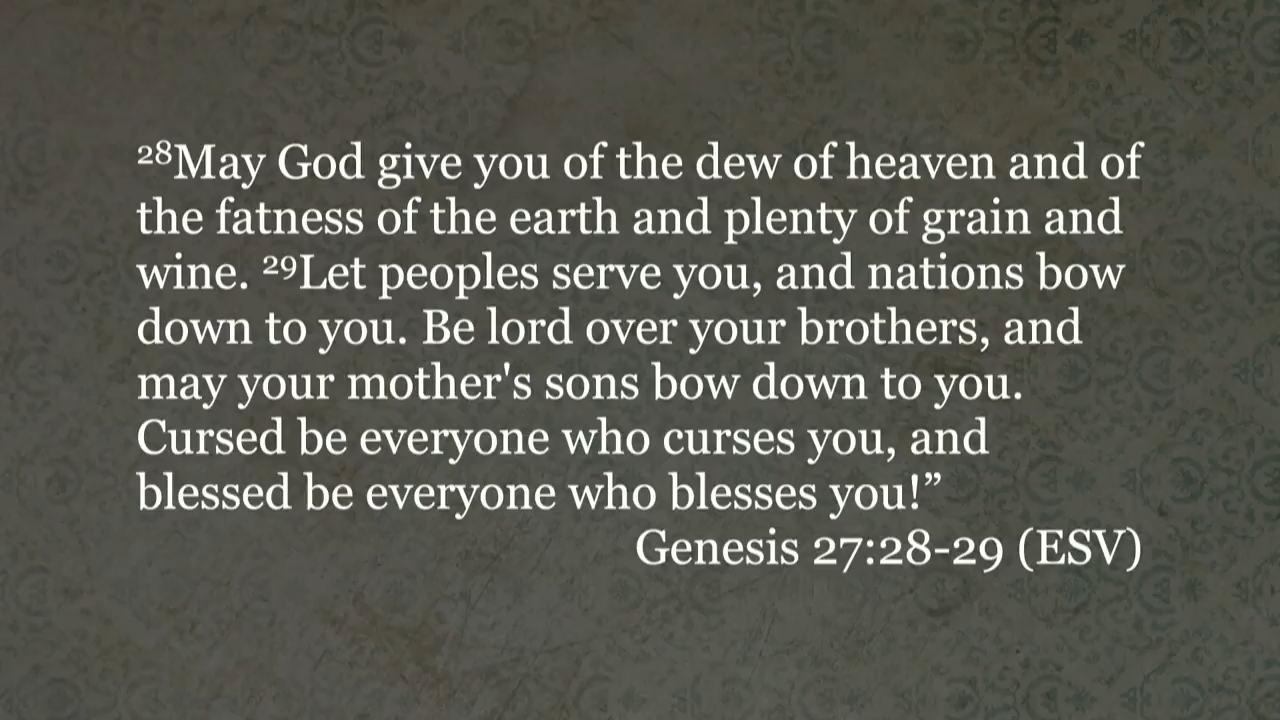 ²⁸May God give you of the dew of heaven and of
the fatness of the earth and plenty of grain and
wine. ²⁹Let peoples serve you, and nations bow
down to you. Be lord over your brothers, and
may your mother's sons bow down to you.
Cursed be everyone who curses you, and
blessed be everyone who blesses you!”
Genesis 27:28-29 (ESV)